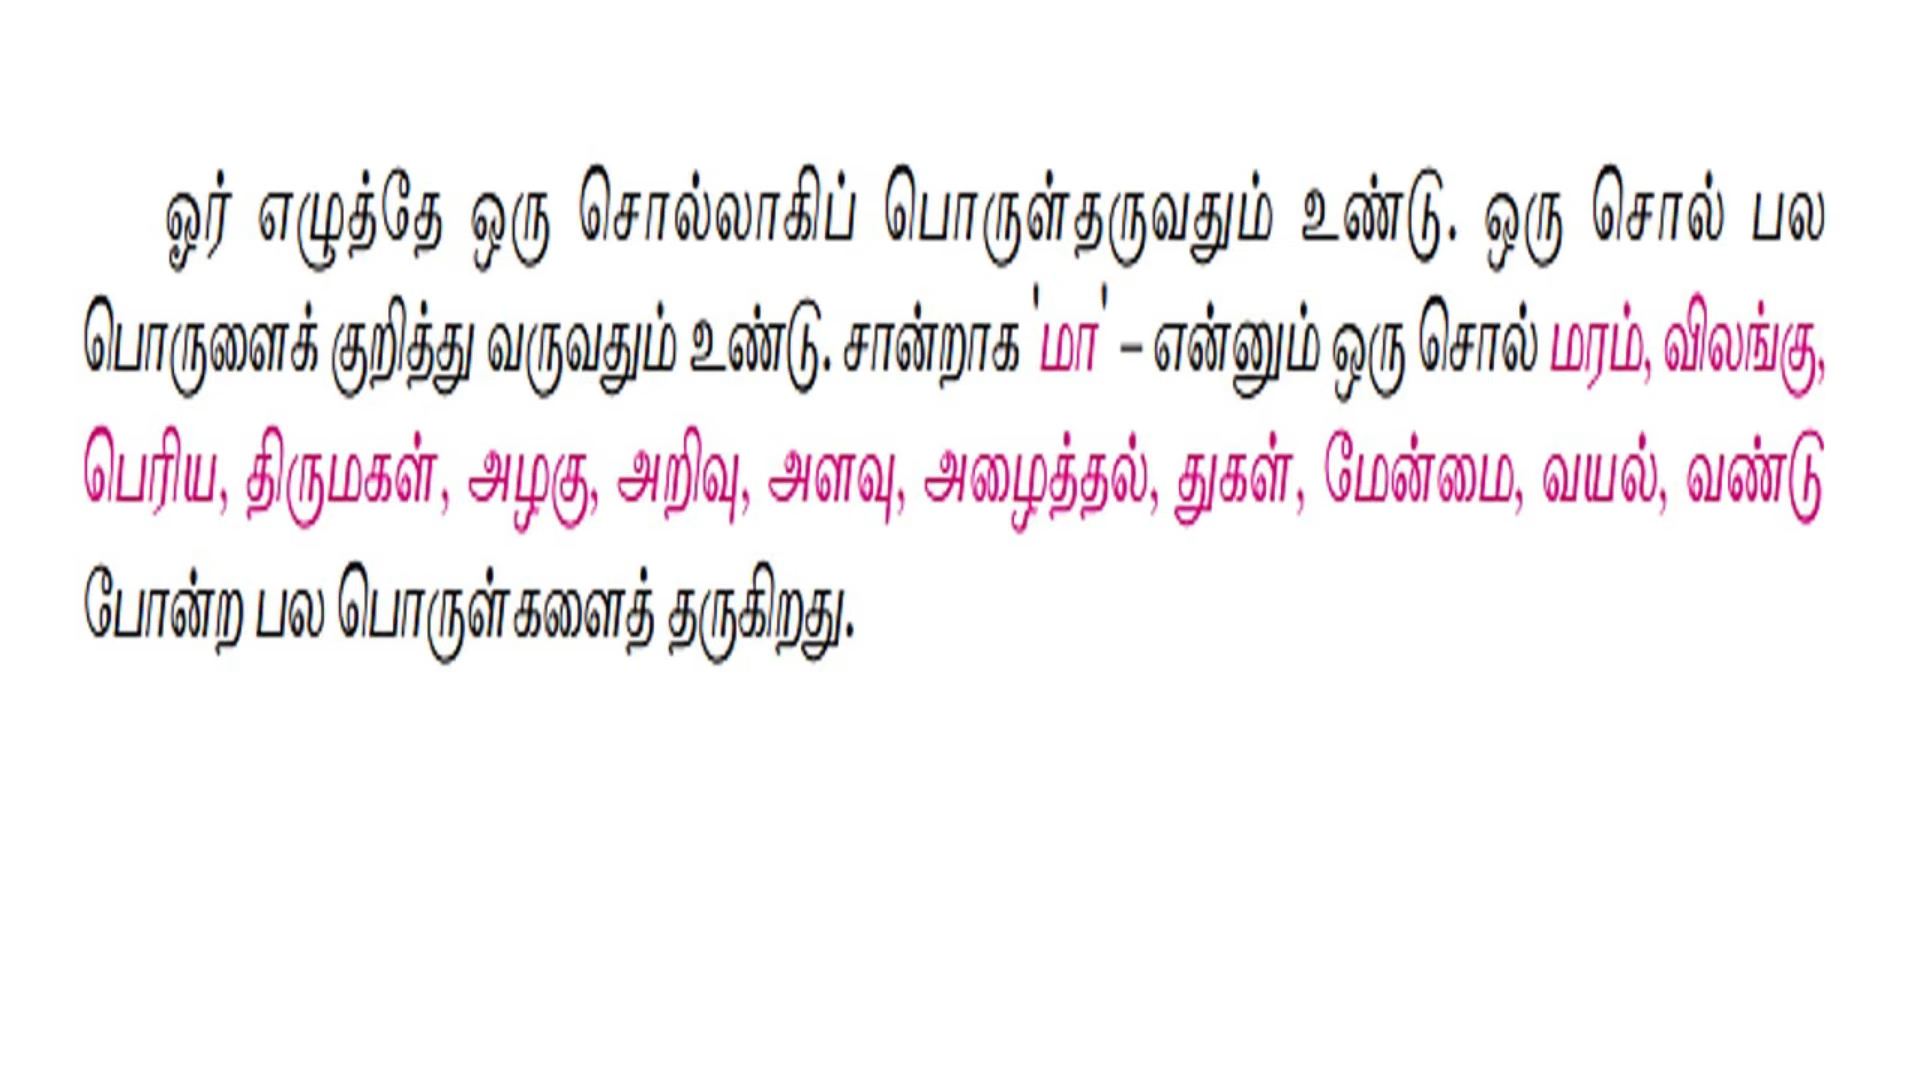 ஓர் எழுத்தே ஒரு சொல்லாகிப் பொருள்தருவதும் உண்டு. ஒரு சொல் பல
பொருளைக் குறித்து வருவதும் உண்டு. சான்றாக 'மா' – என்னும் ஒரு சொல் மரம், விலங்கு,
பெரிய, திருமகள், அழகு, அறிவு, அளவு, அழைத்தல், துகள், மேன்மை, வயல், வண்டு
போன்ற பல பொருள்களைத் தருகிறது.